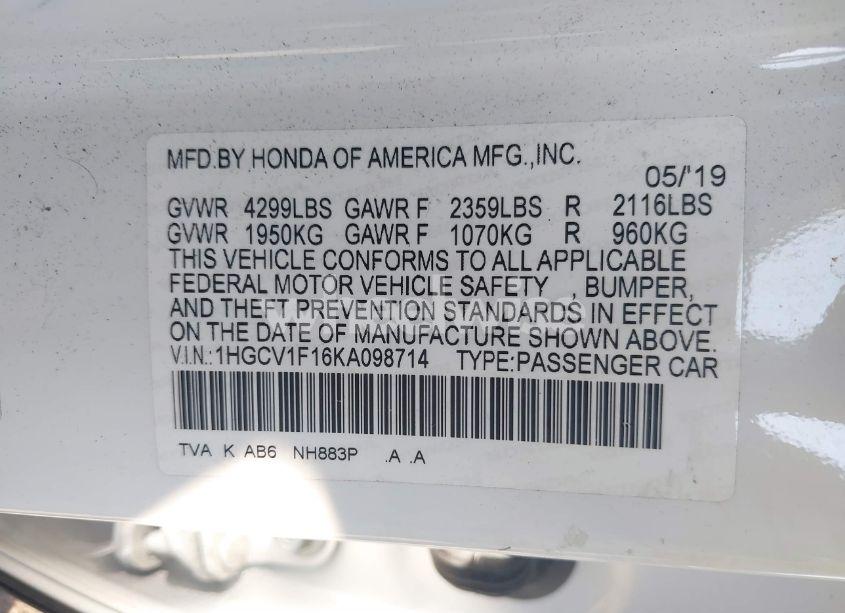 MFD.BY HONDA OF AMERICA MFG.,INC.
05/'19
GVWR 4299LBS GAWR F 2359LBS R 2116LBS
GVWR 1950KG GAWR F 1070KG R 960KG
THIS VEHICLE CONFORMS TO ALL APPLICABLE
FEDERAL MOTOR VEHICLE SAFETY , BUMPER,
AND THEFT PREVENTION STANDARDS IN EFFECT
ON THE DATE OF MANUFACTURE SHOWN ABOVE.
V.I.N.:1HGCV1F16KA098714 TYPE:PASSENGER CAR
TVA K AB6 NH883P .A .A